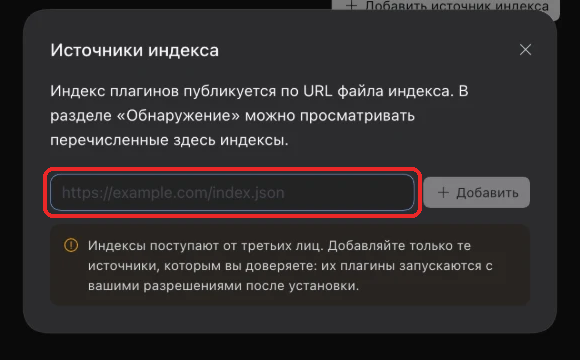 + Добавить источник индекса
Источники индекса
Индекс плагинов публикуется по URL файла индекса. В
разделе «Обнаружение» можно просматривать
перечисленные здесь индексы.
https://example.com/index.json
+ Добавить
Индексы поступают от третьих лиц. Добавляйте только те
источники, которым вы доверяете: их плагины запускаются с
вашими разрешениями после установки.